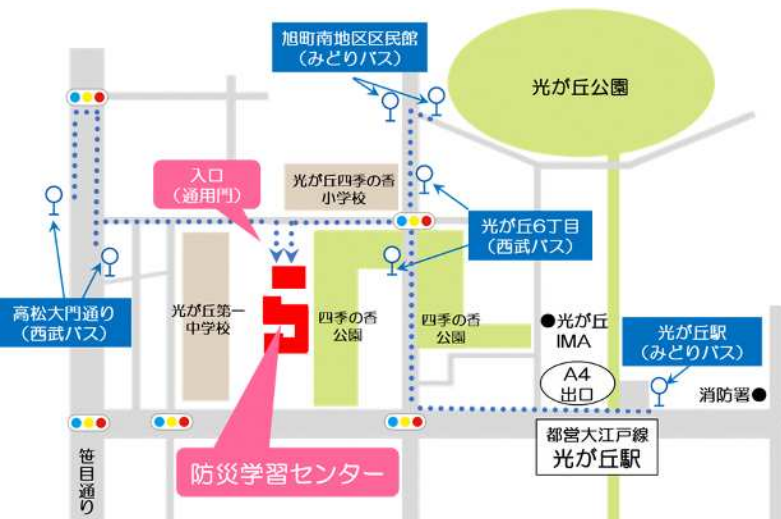 旭町南地区区民館
（みどりバス）
光が丘公園
入口
（通用門）
光が丘四季の香
小学校
光が丘6丁目
（西武バス）
高松大門通り
（西武バス）
光が丘第一
中学校
四季の香
公園
四季の香
公園
●光が丘
IMA
光が丘駅
（みどりバス）
A4
出口
消防署●
都営大江戸線
光が丘駅
防災学習センター
笹目通り